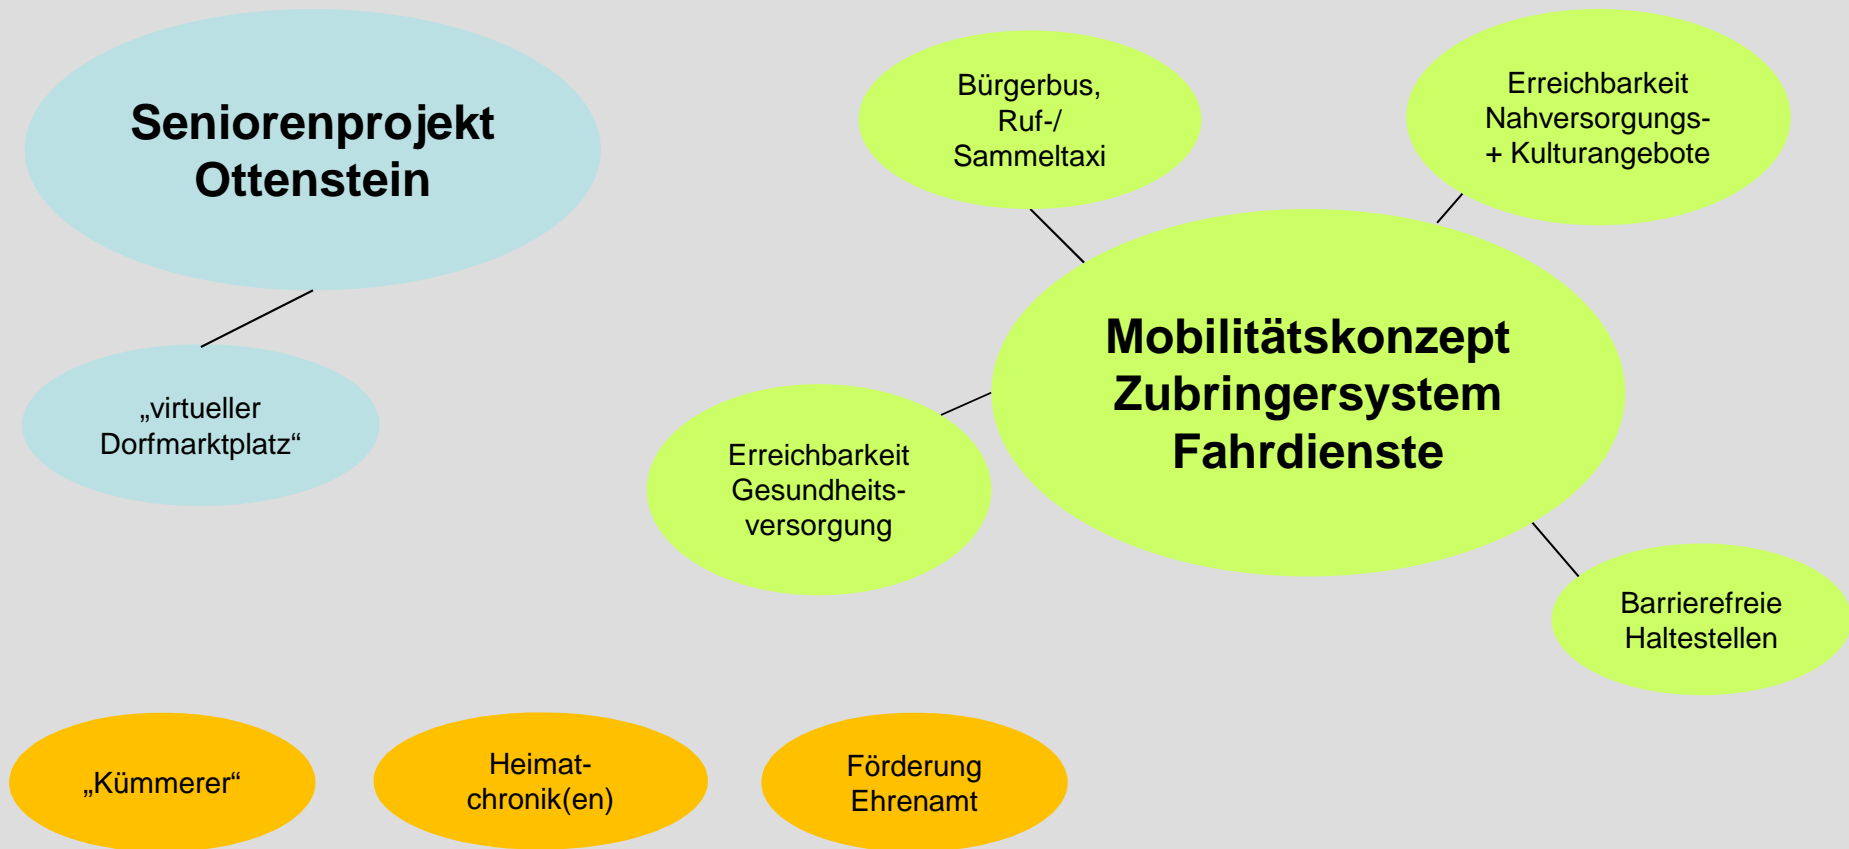 Seniorenprojekt
Ottenstein
„virtueller
Dorfmarktplatz“
Bürgerbus,
Ruf-/
Sammeltaxi
Erreichbarkeit
Nahversorgungs-
+ Kulturangebote
Mobilitätskonzept
Zubringersystem
Fahrdienste
Erreichbarkeit
Gesundheits-
versorgung
Barrierefreie
Haltestellen
„Kümmerer“
Heimat-
chronik(en)
Förderung
Ehrenamt